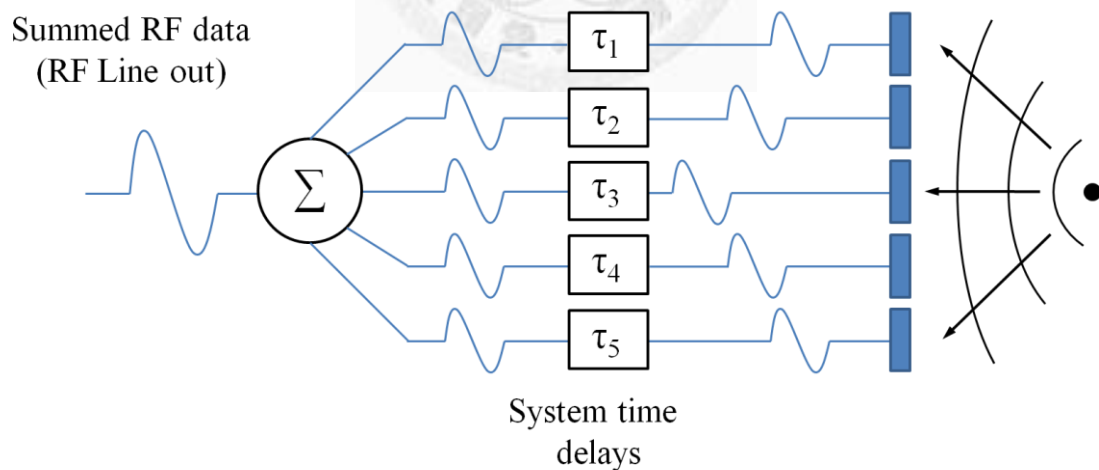 Summed RF data
(RF Line out)
τ1
τ2
Σ
τ3
τ4
τ5
System time
delays